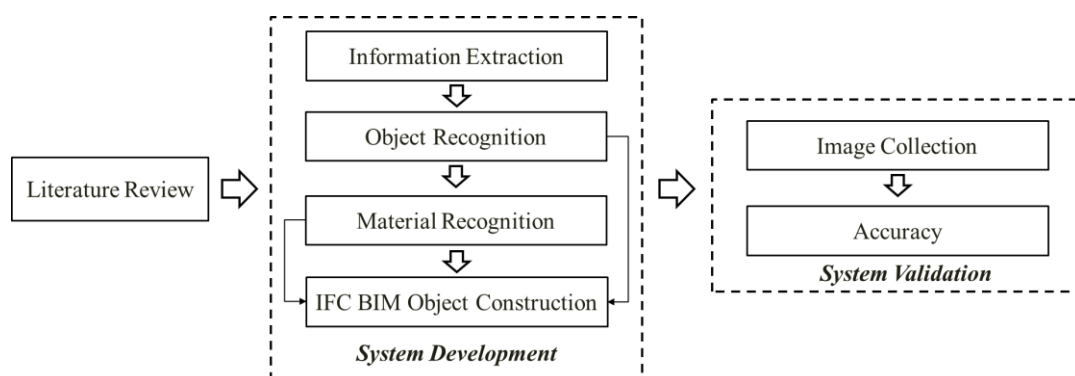 Literature Review
Information Extraction
Object Recognition
Material Recognition
IFC BIM Object Construction
System Development
Image Collection
Accuracy
System Validation